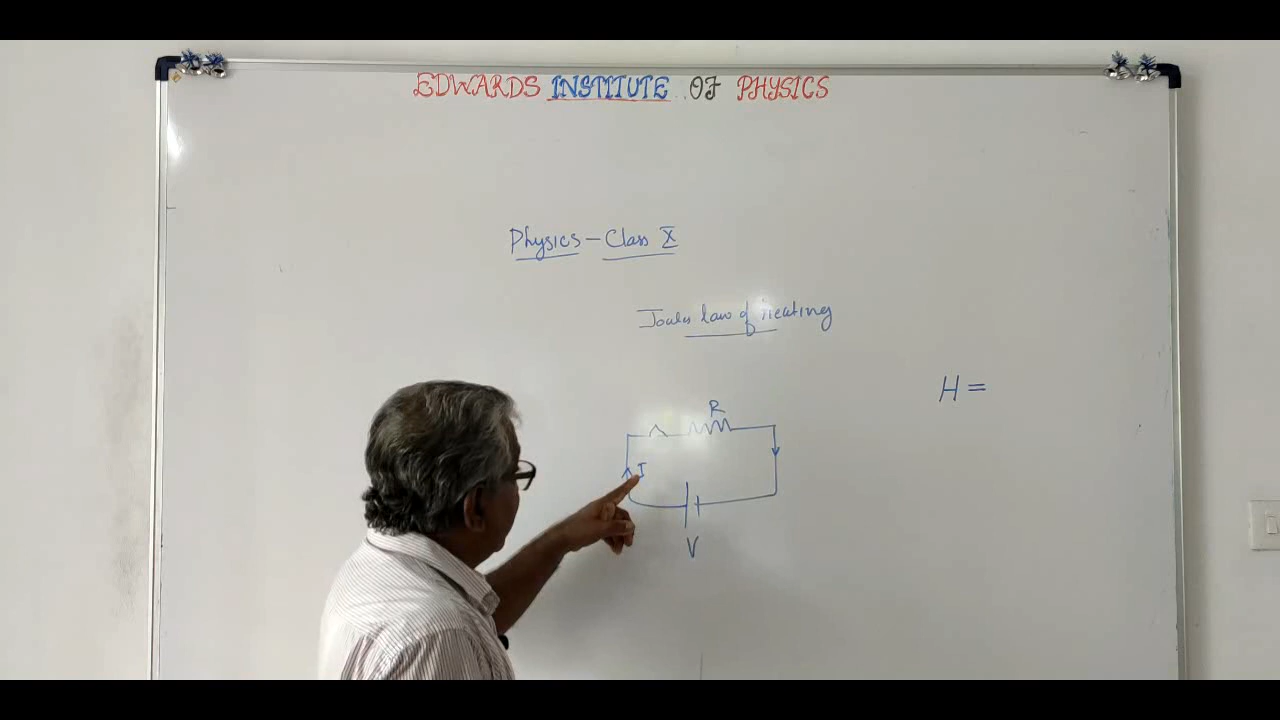 EDWARDS INSTITUTE OF PHYSICS
Physics - Class X
Joules law of Heating
H =
R
I
V